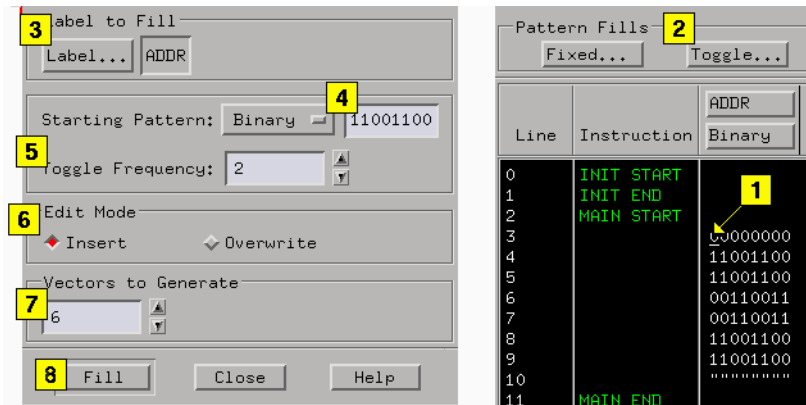 3
abel to Fill
Label... ADDR
Starting Pattern: Binary 4 11001100
5
oggle Frequency: 2
Edit Mode
6
Insert Overwrite
Vectors to Generate
7
6
8 Fill Close Help
Pattern Fills 2
Fixed... Toggle...
ADDR
Line Instruction Binary
0 INIT START
1 INIT END 1
2 MAIN START
3 00000000
4 11001100
5 11001100
6 00110011
7 00110011
8 11001100
9 11001100
10 """"""""
11 MAIN END